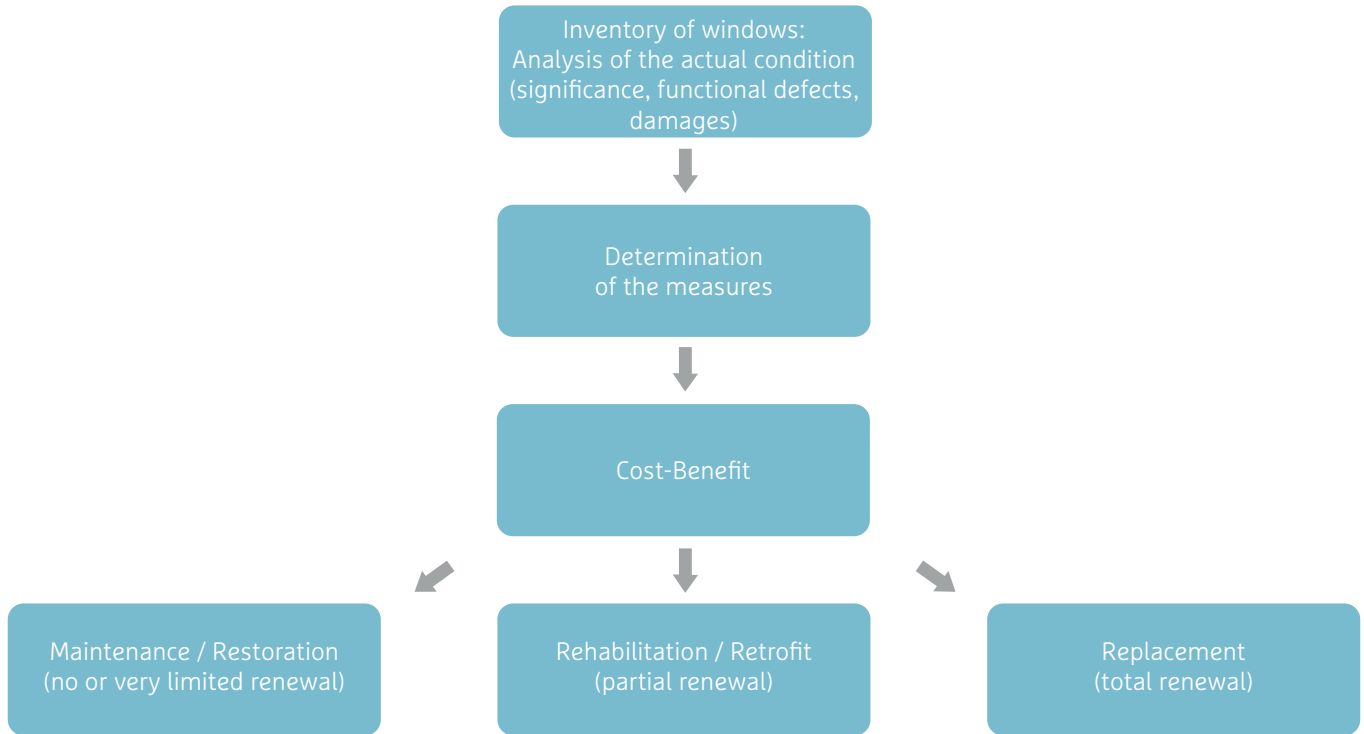 Inventory of windows:
Analysis of the actual condition
(significance, functional defects,
damages)
Determination
of the measures
Cost-Benefit
Maintenance / Restoration
(no or very limited renewal)
Rehabilitation / Retrofit
(partial renewal)
Replacement
(total renewal)